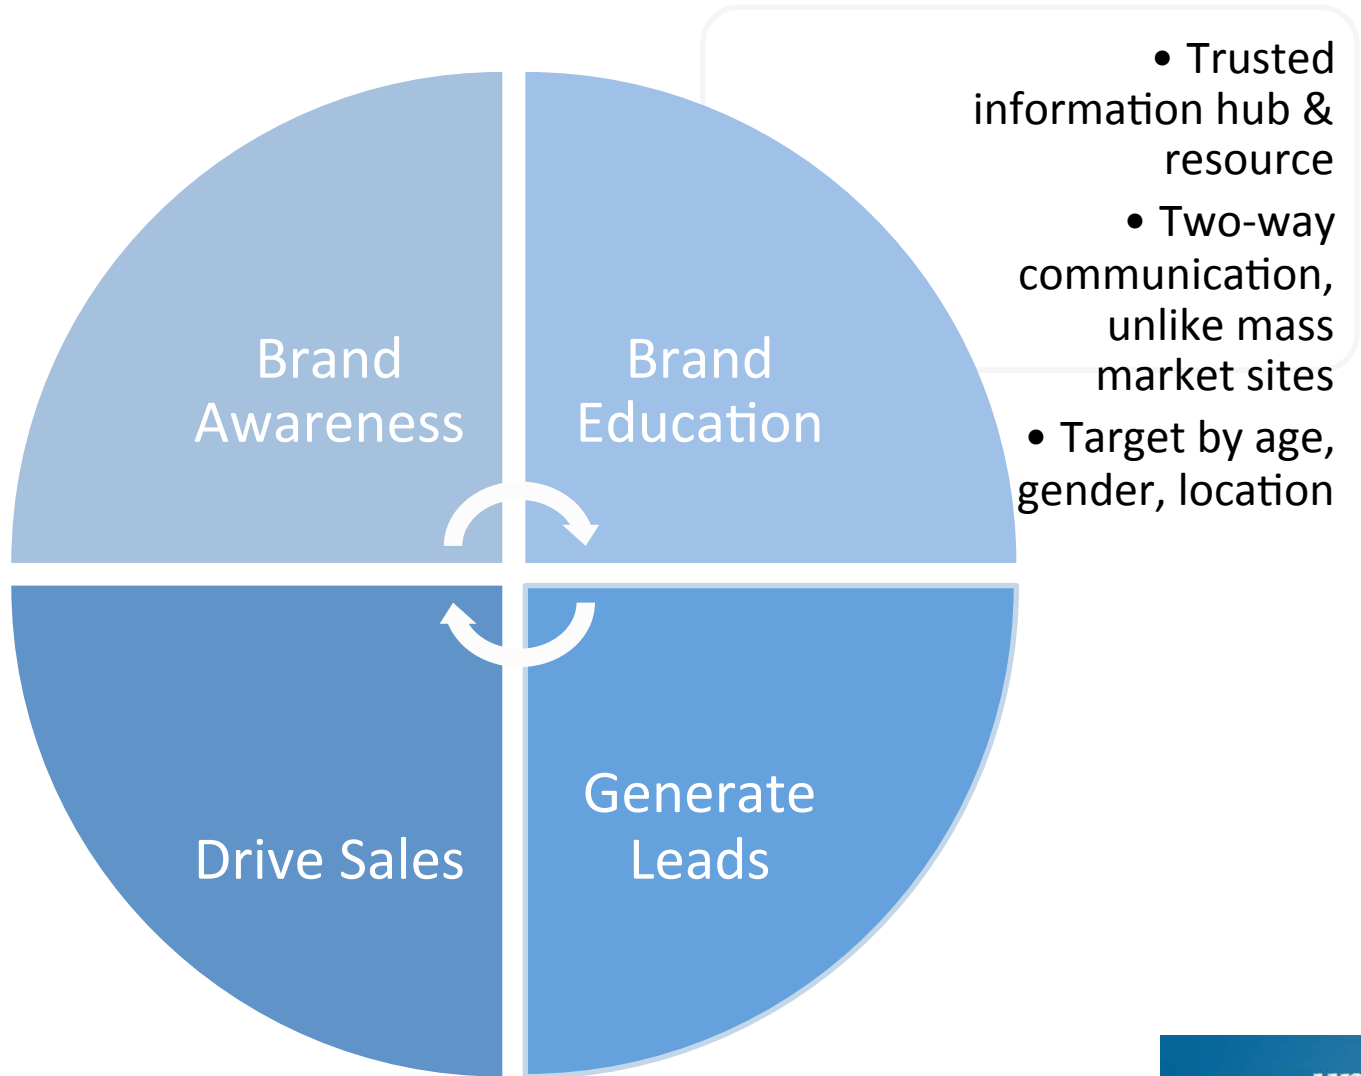 • Trusted
information hub &
resource
• Two-way
communication,
unlike mass
market sites
• Target by age,
gender, location
Brand
Awareness
Brand
Education
Generate
Leads
Drive Sales